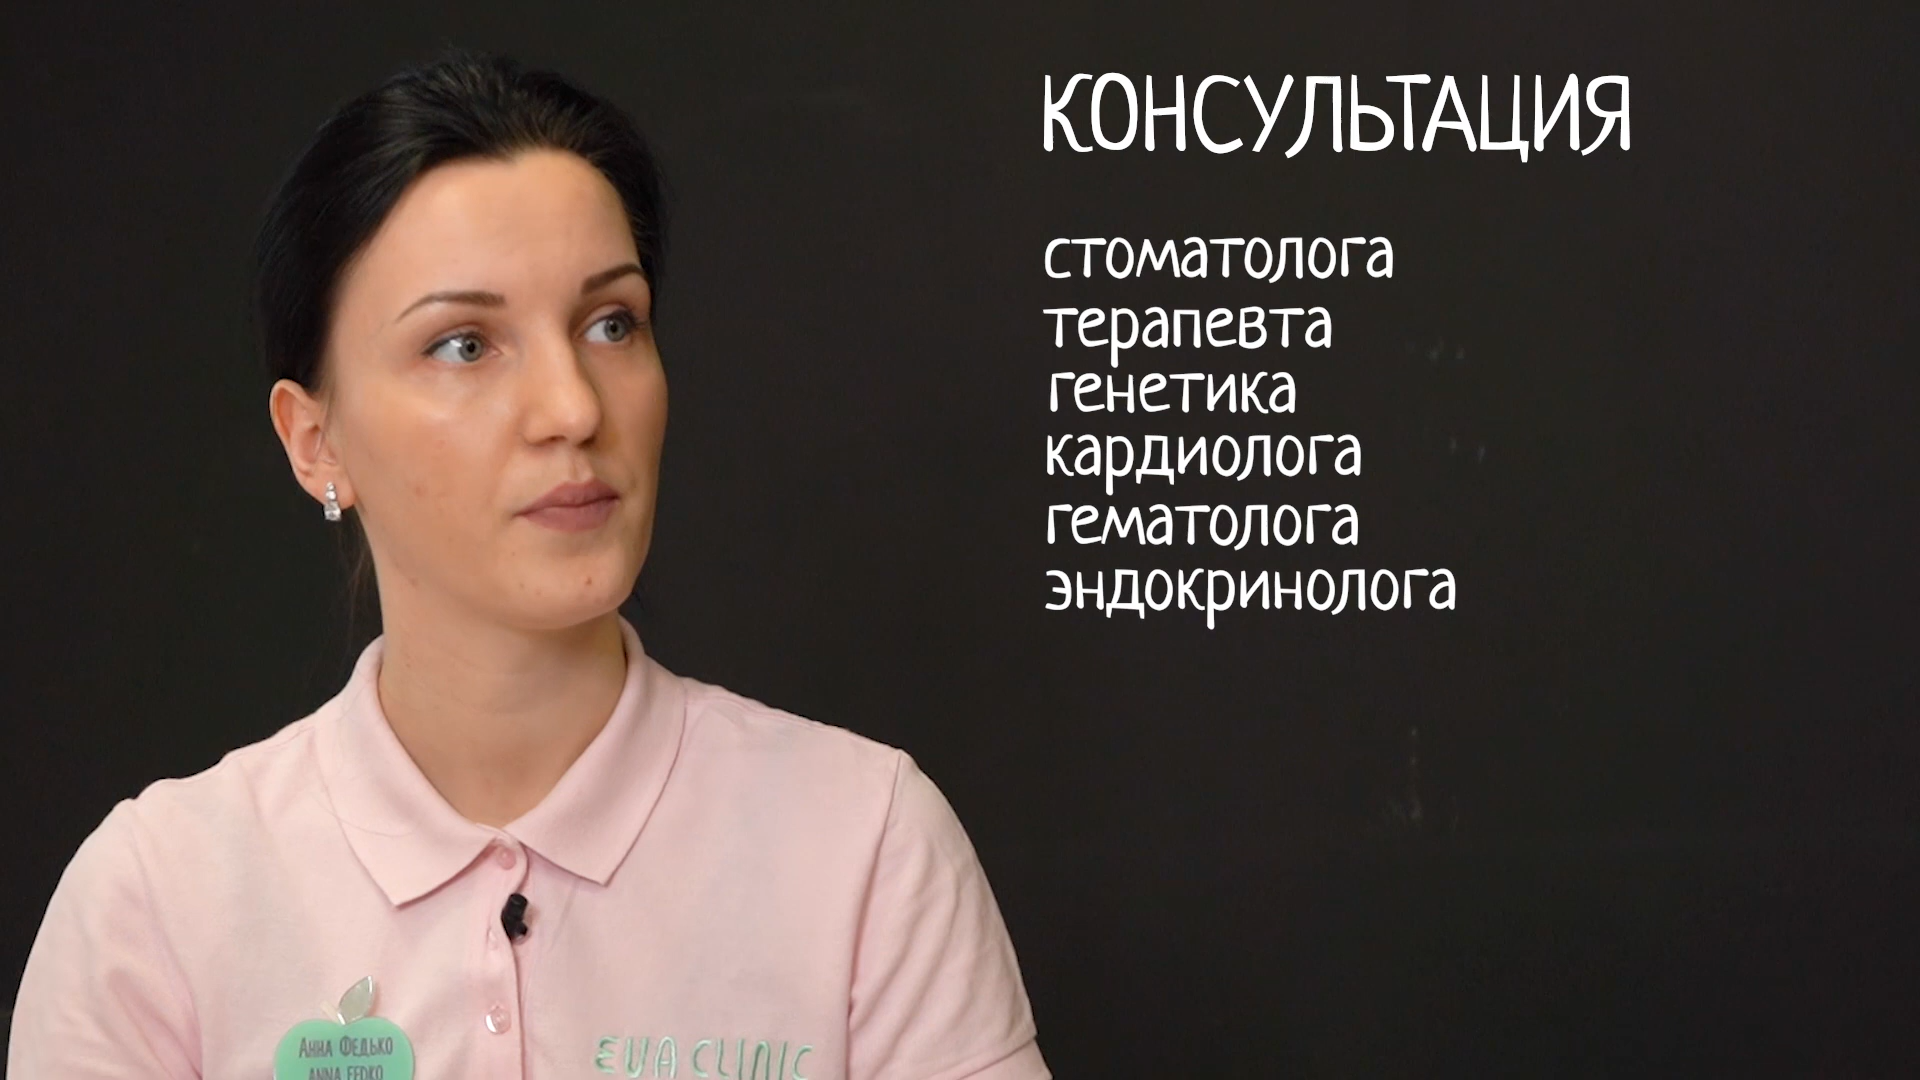 КОНСУЛЬТАЦИЯ
стоматолога
терапевта
генетика
кардиолога
гематолога
эндокринолога
Анна Федько
ANNA FEDKO
EVA CLINIC